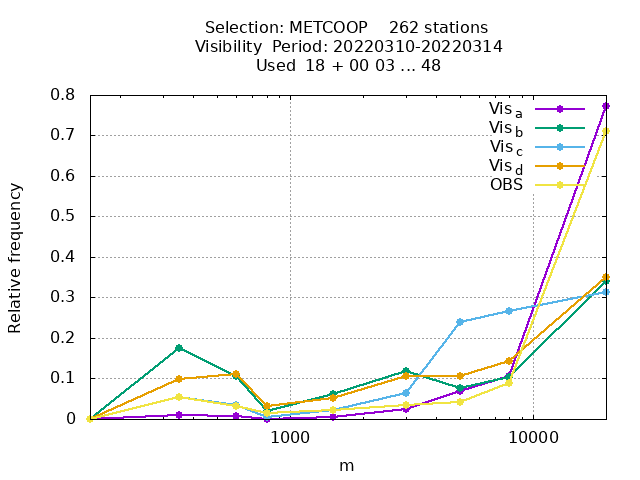 Selection: METCOOP    262 stations
Visibility  Period: 20220310-20220314
Used  18 + 00 03 ... 48
0.8
Vis a
Vis b
0.7
Vis c
Vis d
0.6
OBS
0.5
0.4
0.3
0.2
0.1
0
Relative frequency
1000
10000
m